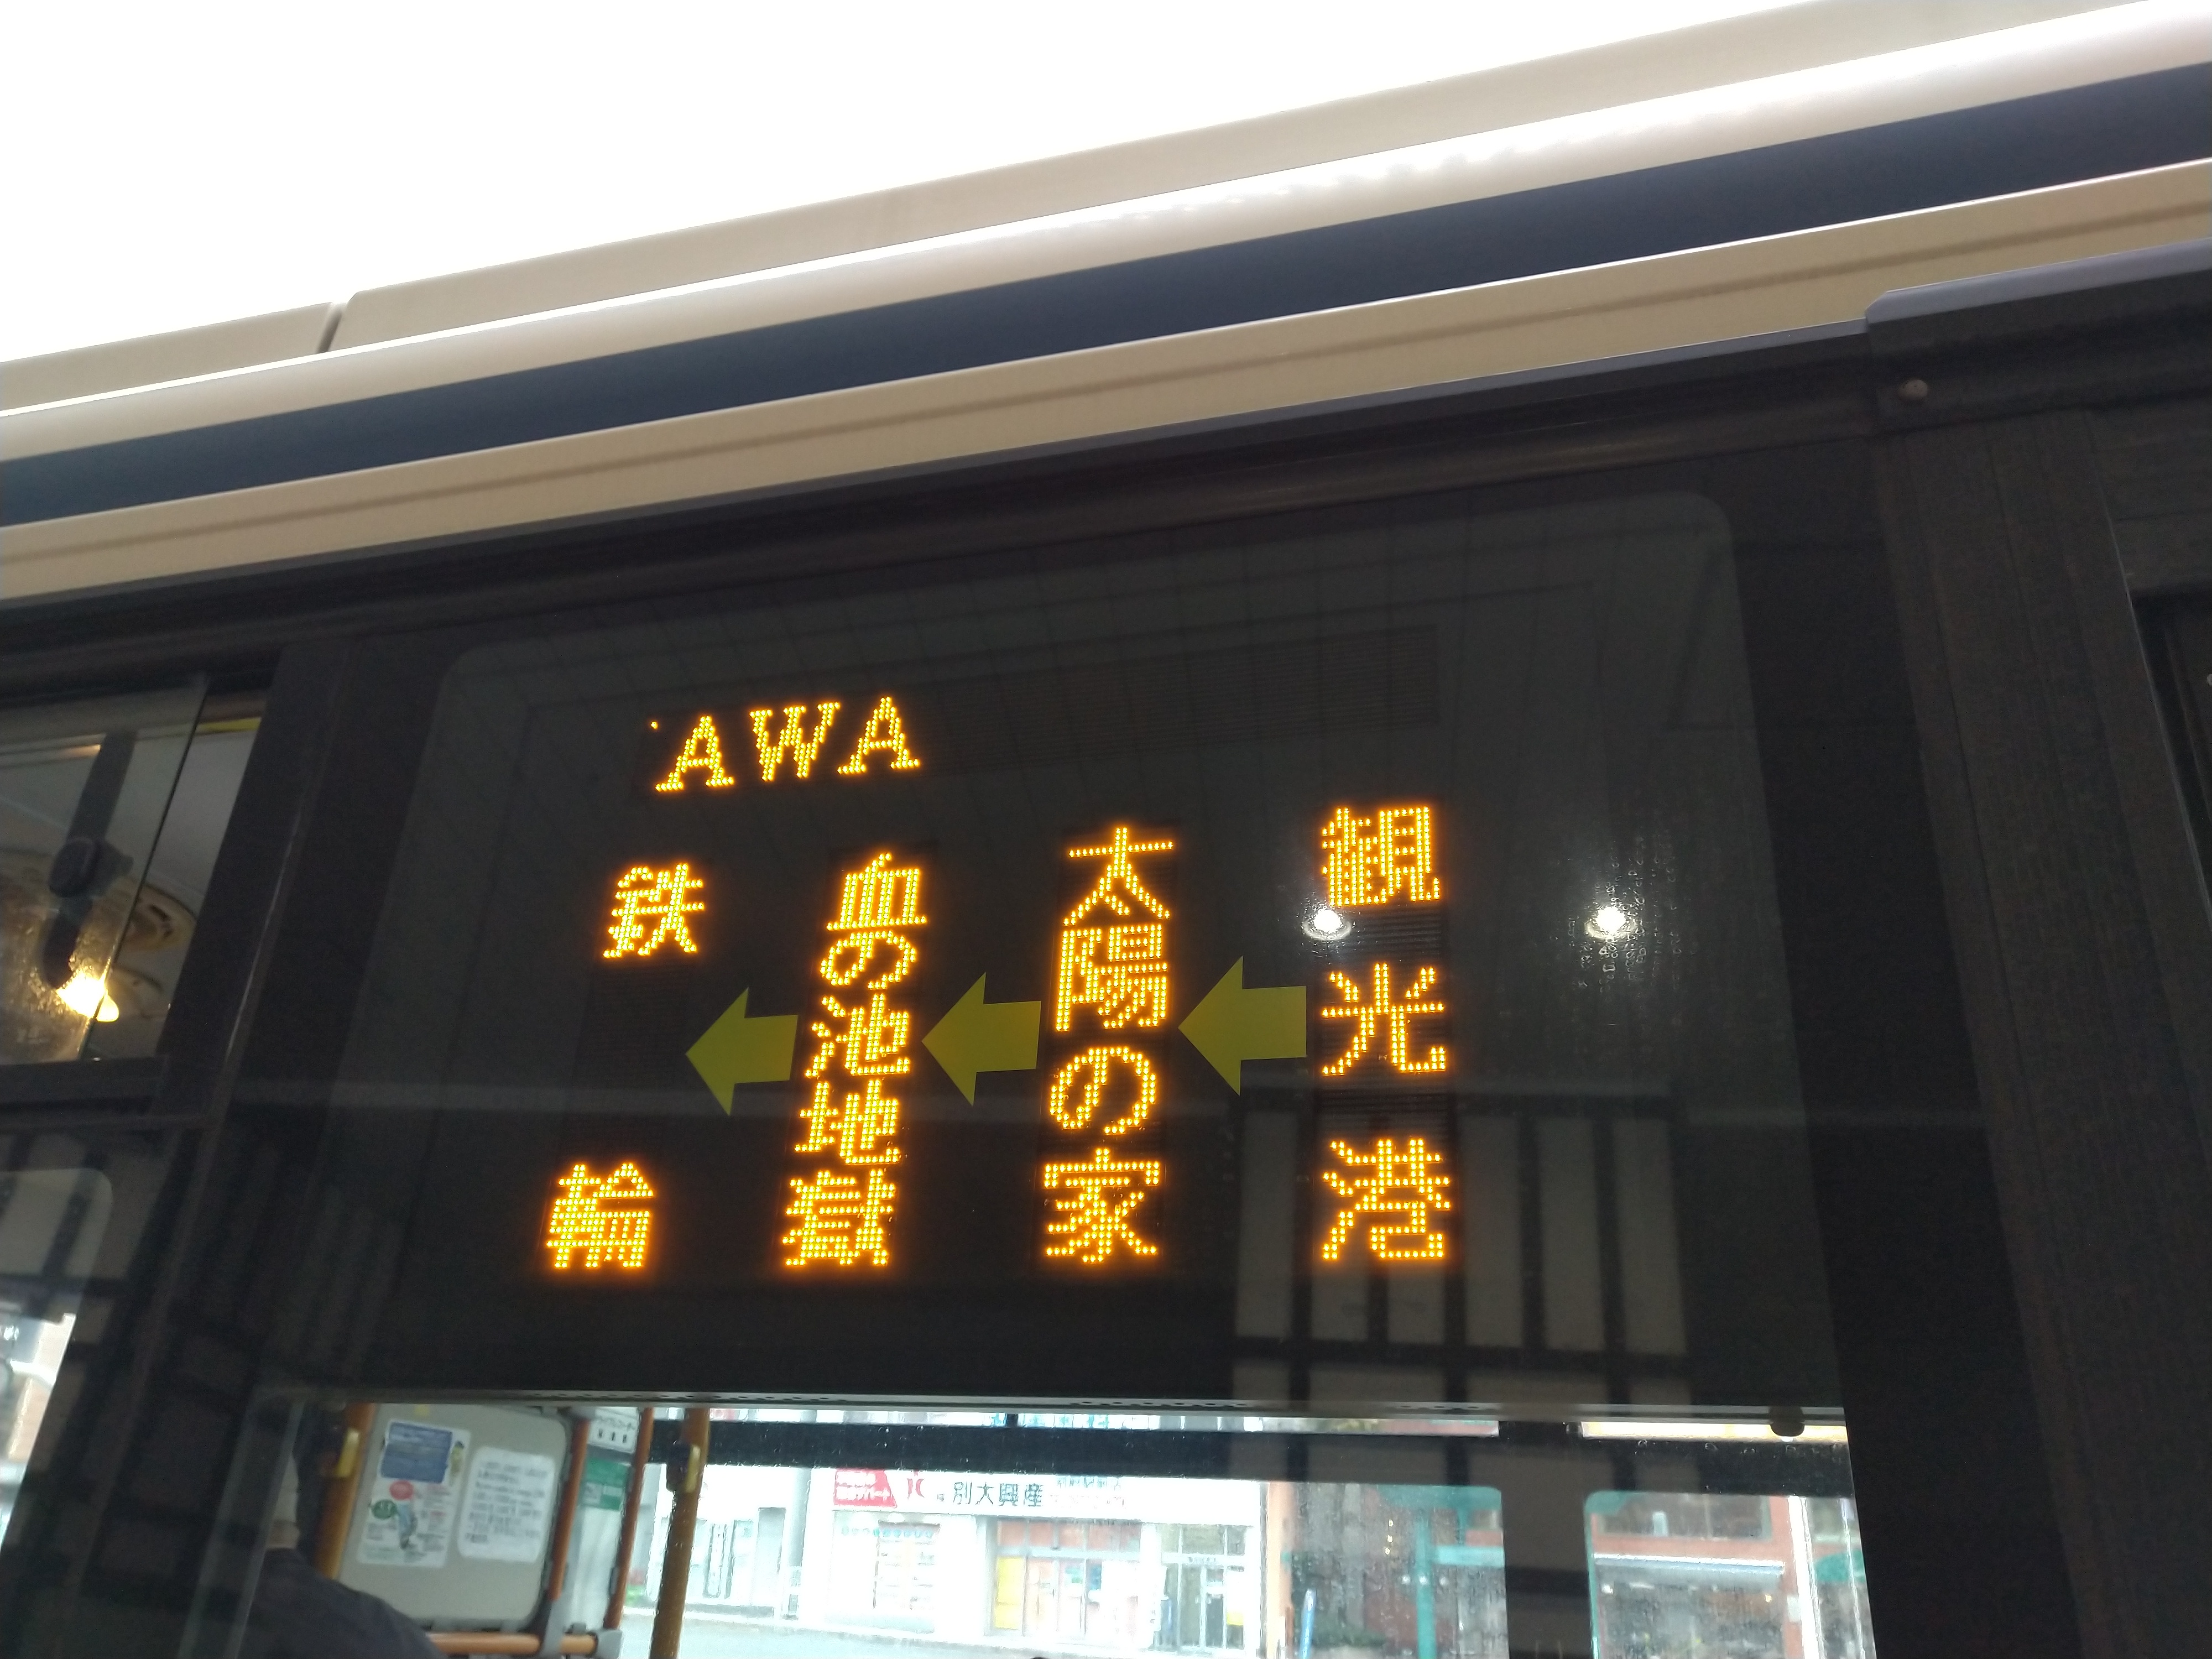 AWA
観光港
太陽の家
血の池地獄
鉄輪
別大興産